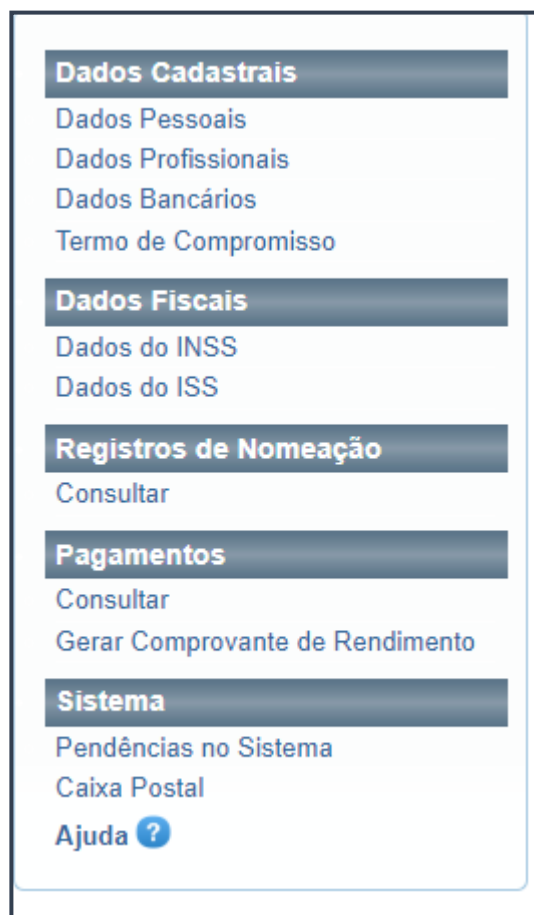 Dados Cadastrais
Dados Pessoais
Dados Profissionais
Dados Bancários
Termo de Compromisso
Dados Fiscais
Dados do INSS
Dados do ISS
Registros de Nomeação
Consultar
Pagamentos
Consultar
Gerar Comprovante de Rendimento
Sistema
Pendências no Sistema
Caixa Postal
Ajuda ?